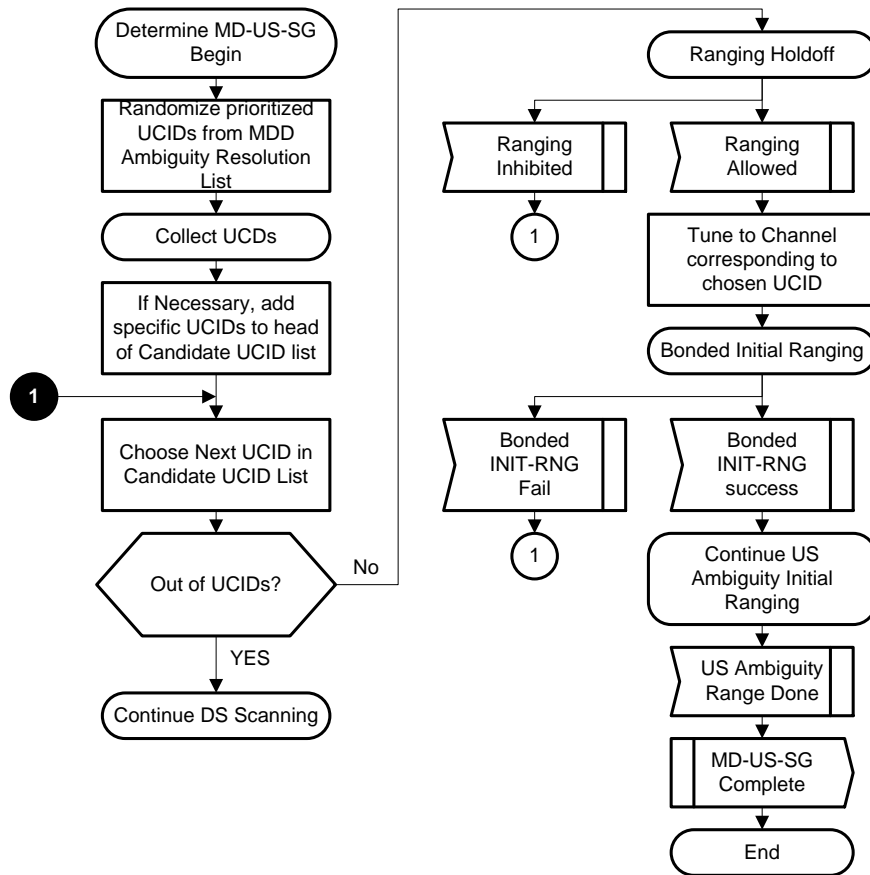 Determine MD-US-SG
Begin
Randomize prioritized
UCIDs from MDD
Ambiguity Resolution
List
Collect UCDs
If Necessary, add
specific UCIDs to head
of Candidate UCID list
1
Choose Next UCID in
Candidate UCID List
Out of UCIDs?
No
YES
Continue DS Scanning
Ranging Holdoff
Ranging
Inhibited
Ranging
Allowed
1
Tune to Channel
corresponding to
chosen UCID
Bonded Initial Ranging
Bonded
INIT-RNG
Fail
Bonded
INIT-RNG
success
1
Continue US
Ambiguity Initial
Ranging
US Ambiguity
Range Done
MD-US-SG
Complete
End